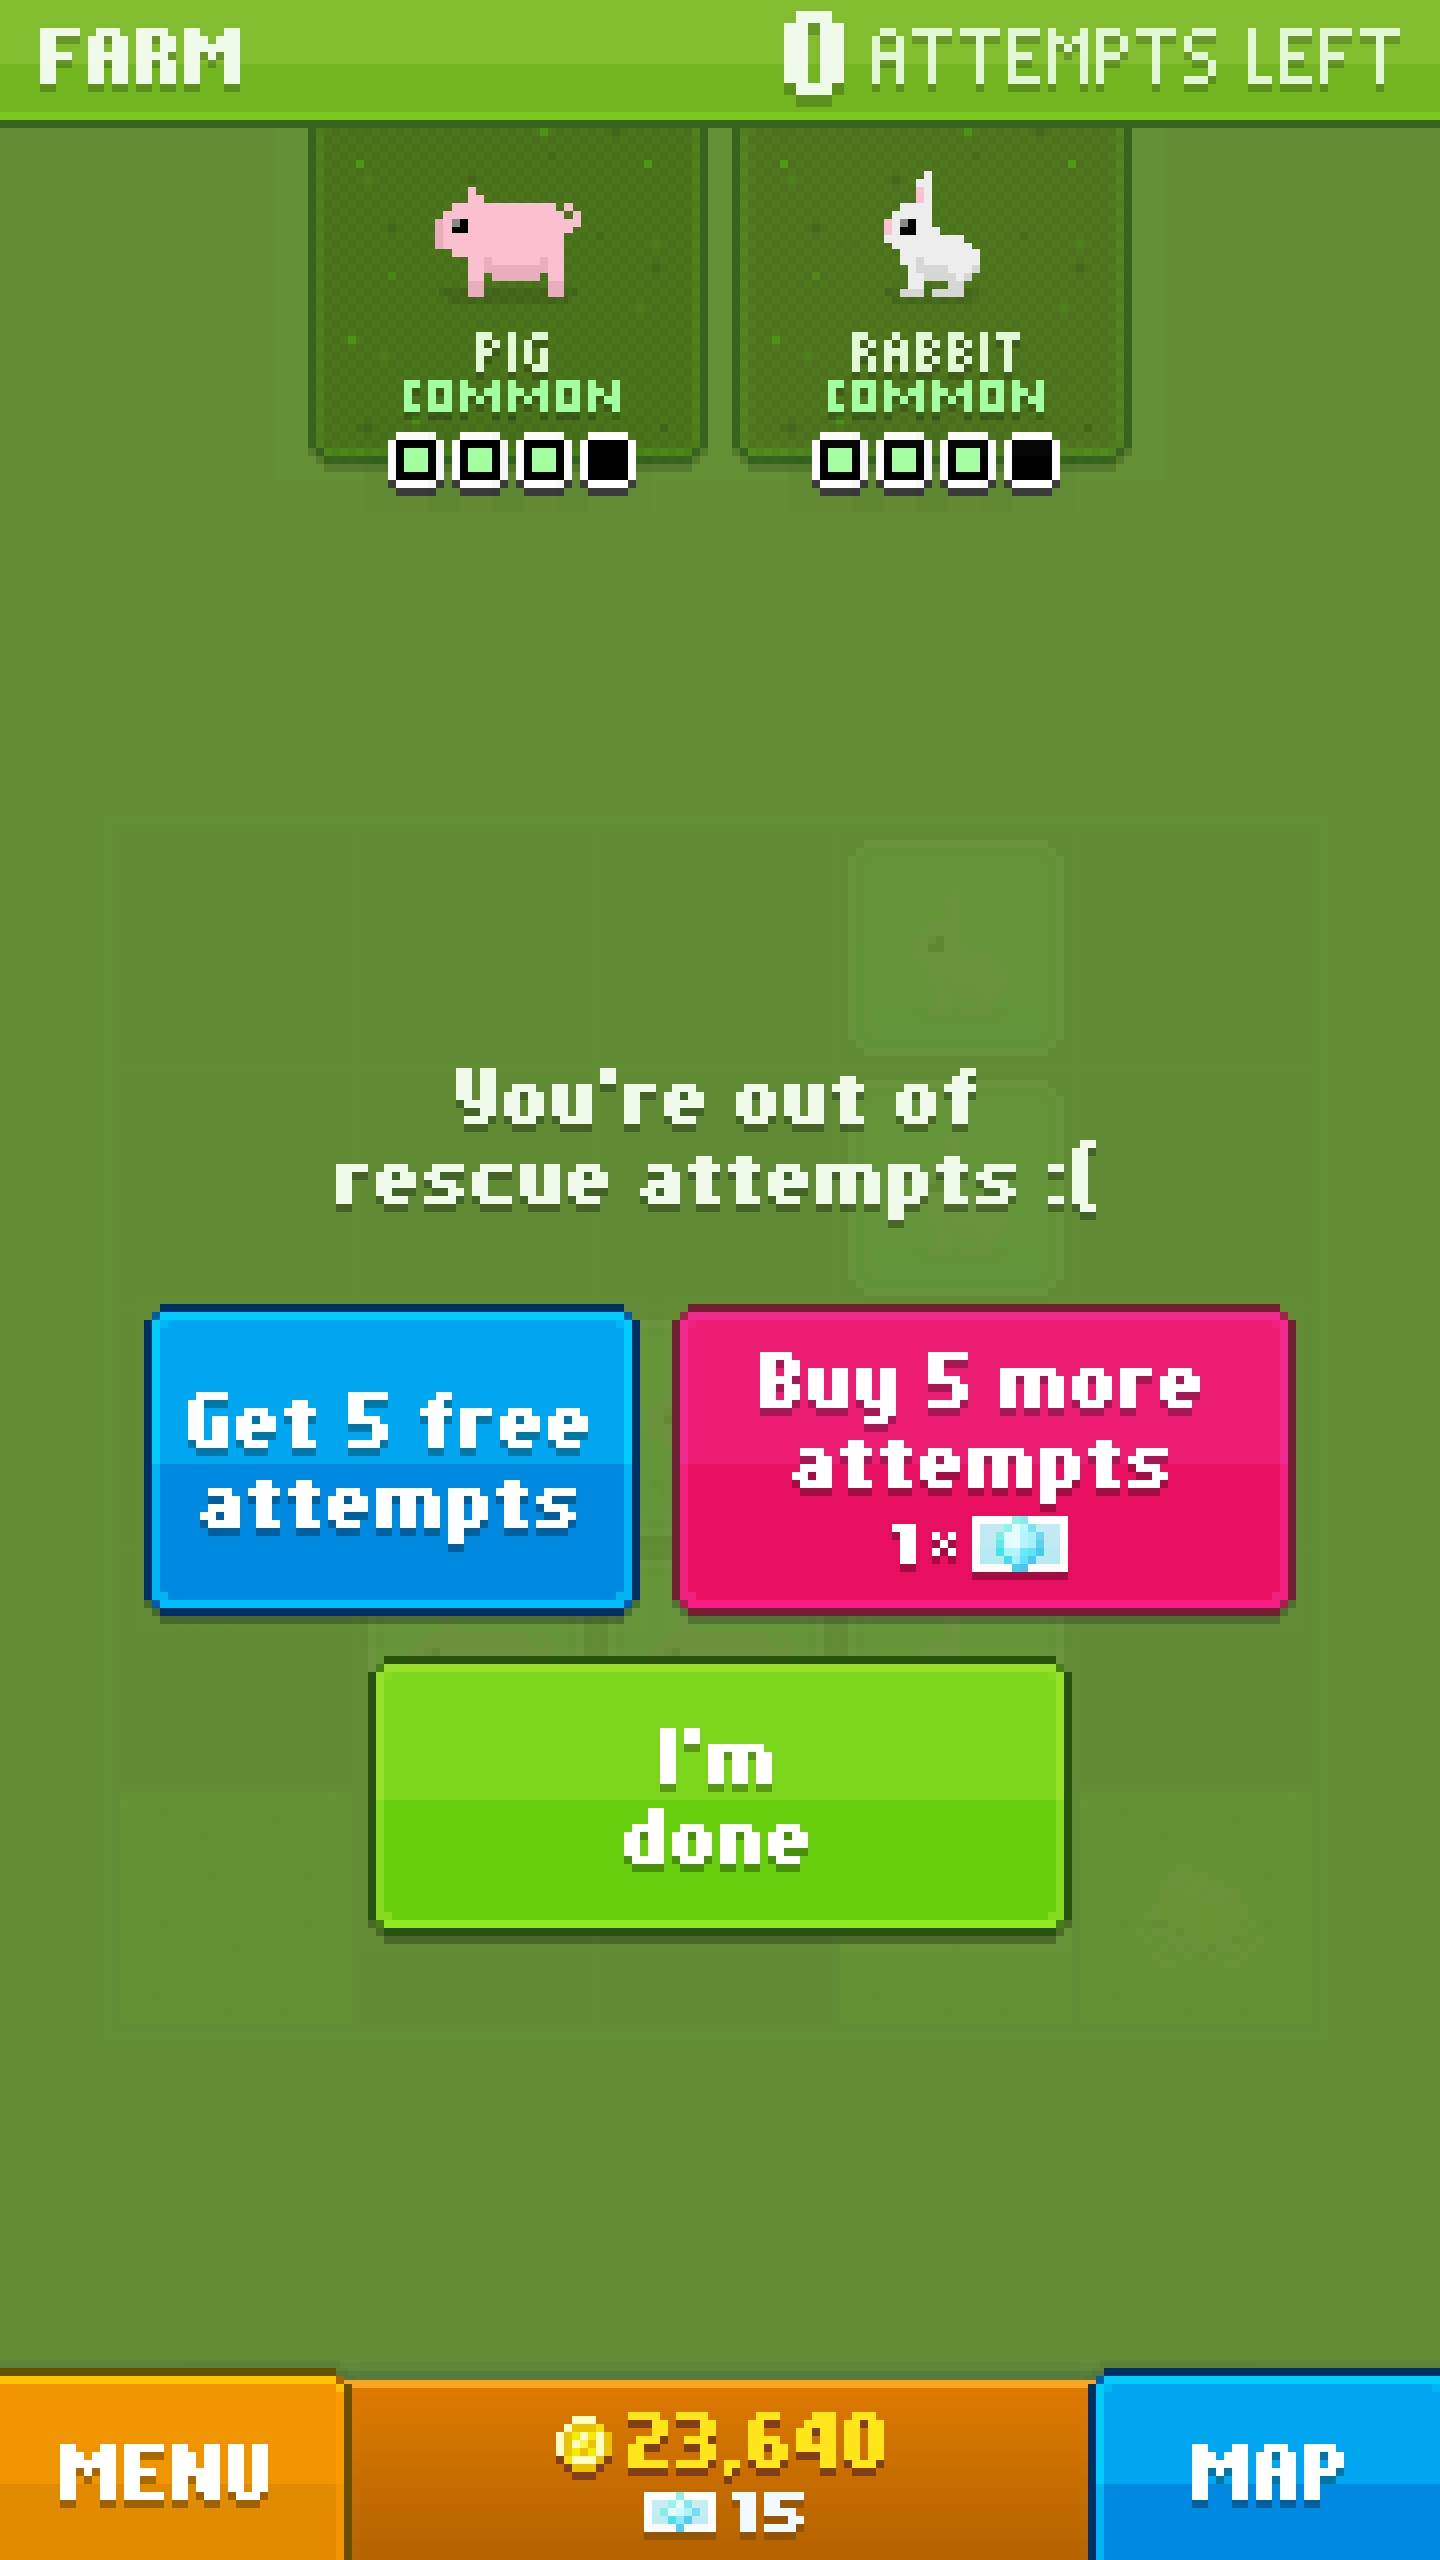 FARM
0 ATTEMPTS LEFT
PIG
COMMON
RABBIT
COMMON
You're out of
rescue attempts :(
Get 5 free
attempts
Buy 5 more
attempts
1×
I'm
done
MENU
23,640
15
MAP